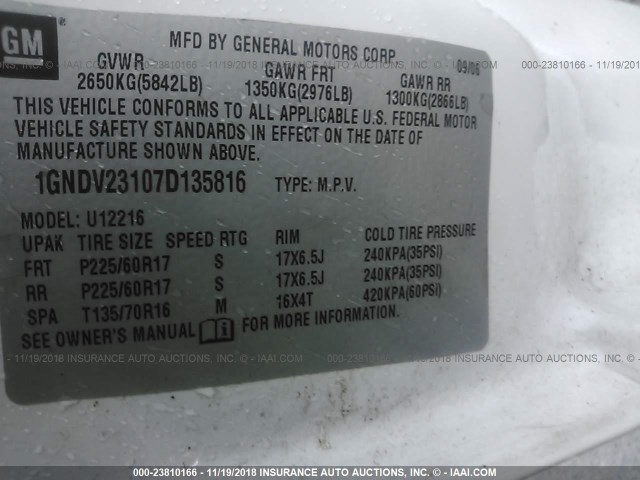 GM
MFD BY GENERAL MOTORS CORP
09/06
GVWR GAWR FRT GAWR RR
2650KG(5842LB) 1350KG(2976LB) 1300KG(2866LB)
THIS VEHICLE CONFORMS TO ALL APPLICABLE U.S. FEDERAL MOTOR
VEHICLE SAFETY STANDARDS IN EFFECT ON THE DATE OF
MANUFACTURE SHOWN ABOVE.
1GNDV23107D135816 TYPE: M.P.V.
MODEL: U12216
UPAK TIRE SIZE SPEED RTG RIM COLD TIRE PRESSURE
FRT P225/60R17 S 17X6.5J 240KPA(35PSI)
RR P225/60R17 S 17X6.5J 240KPA(35PSI)
SPA T135/70R16 M 16X4T 420KPA(60PSI)
SEE OWNER'S MANUAL FOR MORE INFORMATION.
000-23810166 - 11/19/2018 INSURANCE AUTO AUCTIONS - © - IAAI.COM